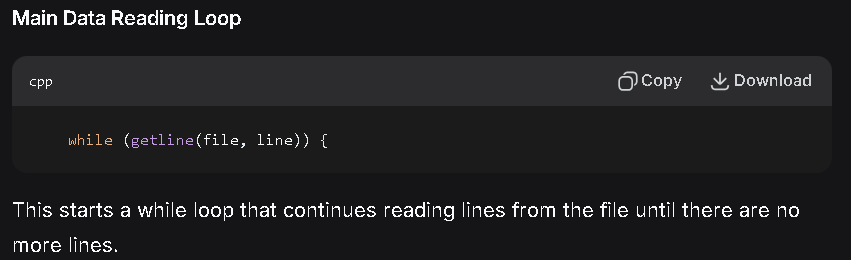 Main Data Reading Loop
cpp Copy Download
while (getline(file, line)) {
This starts a while loop that continues reading lines from the file until there are no
more lines.